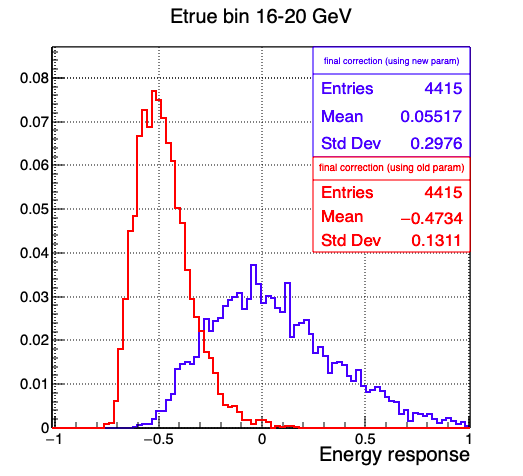 Etrue bin 16-20 GeV
final correction (using new param)
Entries 4415
Mean 0.05517
Std Dev 0.2976
final correction (using old param)
Entries 4415
Mean −0.4734
Std Dev 0.1311
0.08
0.07
0.06
0.05
0.04
0.03
0.02
0.01
0
−1 −0.5 0 0.5 1
Energy response